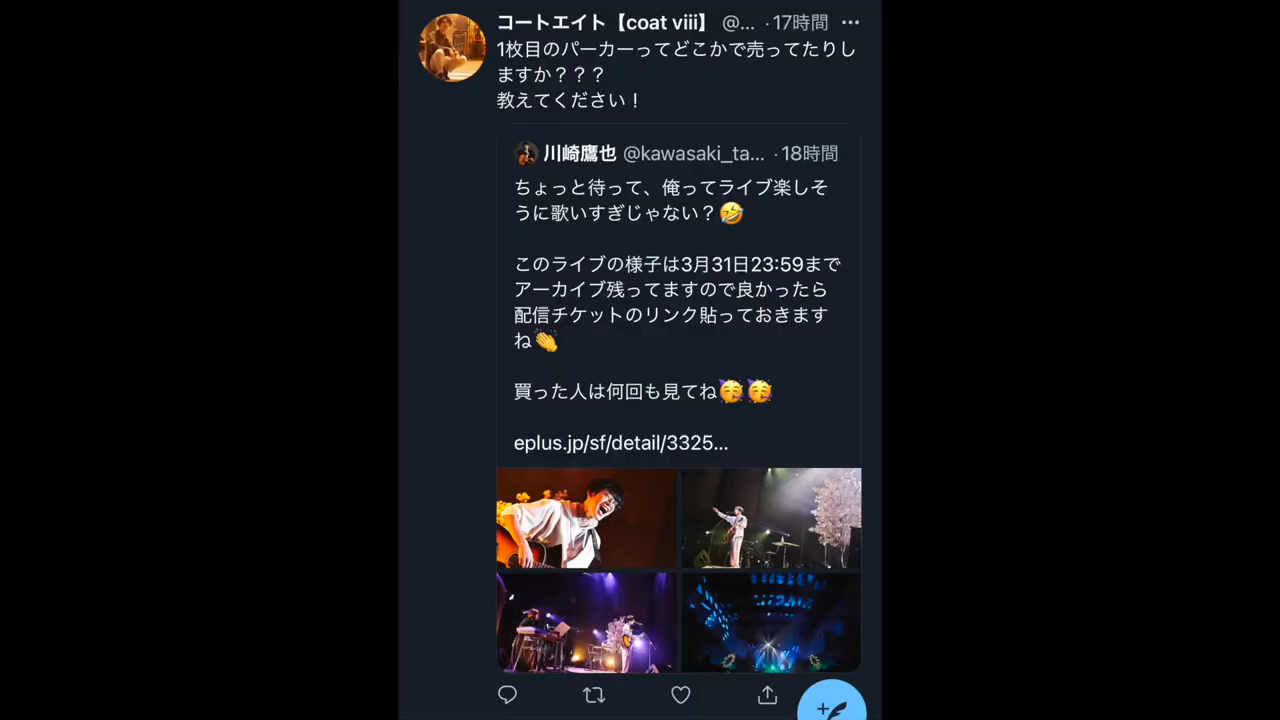 コートエイト【coat viii】 @... ·17時間 ...
1枚目のパーカーってどこかで売ってたりし
ますか？？？
教えてください！
川崎鷹也 @kawasaki_ta... ·18時間
ちょっと待って、俺ってライブ楽しそ
うに歌いすぎじゃない？🤣
このライブの様子は3月31日23:59まで
アーカイブ残ってますので良かったら
配信チケットのリンク貼っておきます
ね👏
買った人は何回も見てね🥳🥳
eplus.jp/sf/detail/3325...